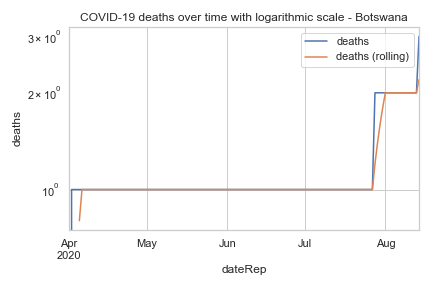 COVID-19 deaths over time with logarithmic scale - Botswana
deaths
deaths (rolling)
3 × 10⁰
2 × 10⁰
10⁰
deaths
Apr
2020
May
Jun
Jul
Aug
dateRep